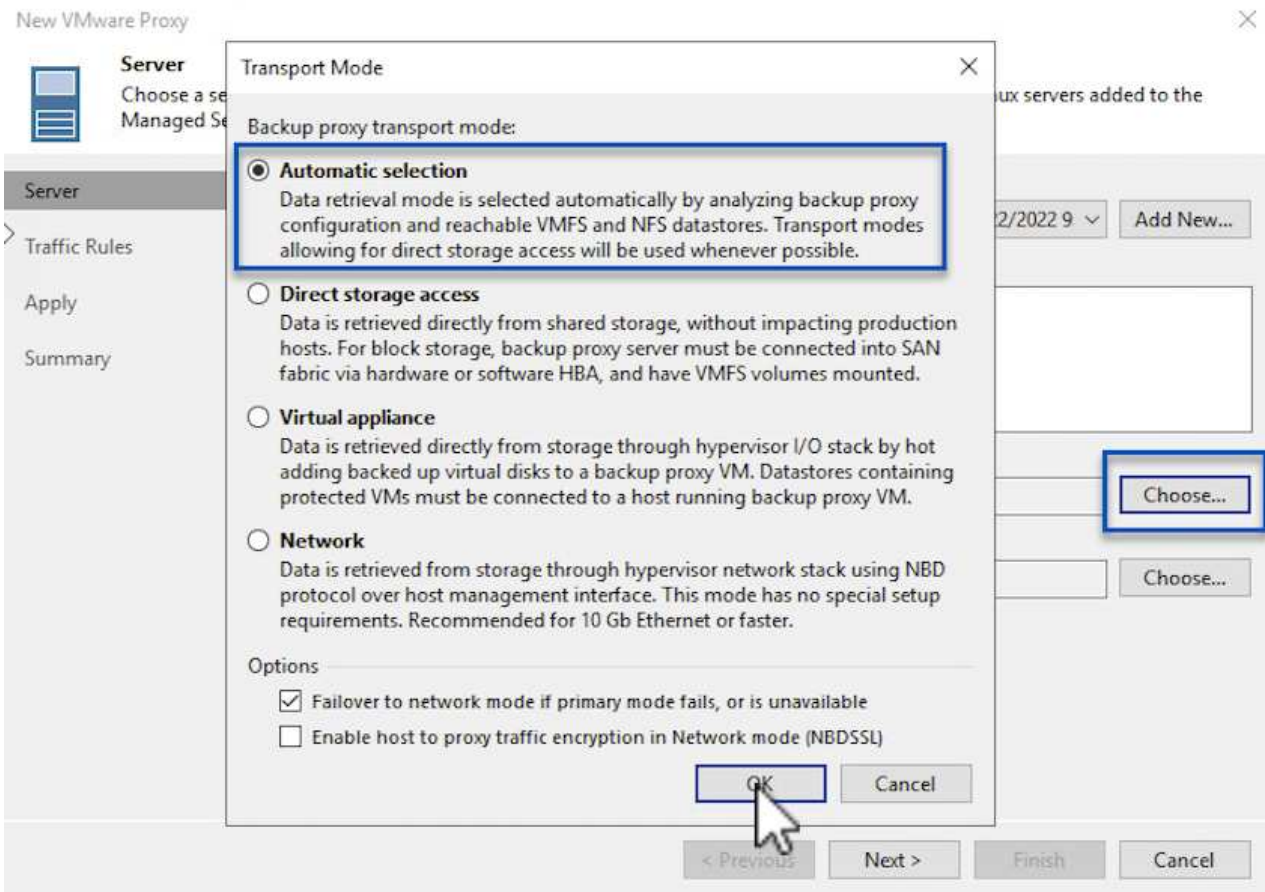 New VMware Proxy
Server
Choose a se
ux servers added to the
Managed Se
Transport Mode
Backup proxy transport mode:
Automatic selection
Data retrieval mode is selected automatically by analyzing backup proxy
configuration and reachable VMFS and NFS datastores. Transport modes
allowing for direct storage access will be used whenever possible.
Direct storage access
Data is retrieved directly from shared storage, without impacting production
hosts. For block storage, backup proxy server must be connected into SAN
fabric via hardware or software HBA, and have VMFS volumes mounted.
Virtual appliance
Data is retrieved directly from storage through hypervisor I/O stack by hot
adding backed up virtual disks to a backup proxy VM. Datastores containing
protected VMs must be connected to a host running backup proxy VM.
Network
Data is retrieved from storage through hypervisor network stack using NBD
protocol over host management interface. This mode has no special setup
requirements. Recommended for 10 Gb Ethernet or faster.
Options
Failover to network mode if primary mode fails, or is unavailable
Enable host to proxy traffic encryption in Network mode (NBDSSL)
OK
Cancel
Server
Traffic Rules
Apply
Summary
2/2022 9
Add New...
Choose...
Choose...
< Previous
Next >
Finish
Cancel